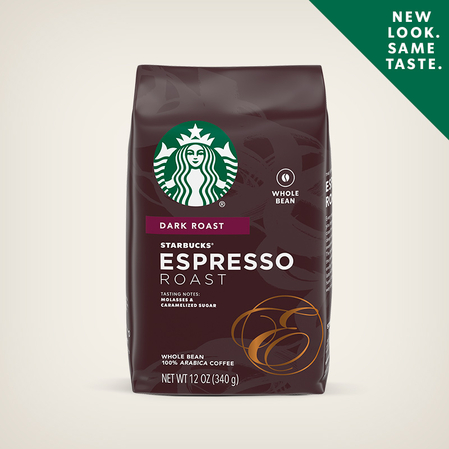 NEW
LOOK.
SAME
TASTE.
®
WHOLE
BEAN
DARK ROAST
STARBUCKS®
ESPRESSO
ROAST
TASTING NOTES:
MOLASSES &
CARAMELIZED SUGAR
E
WHOLE BEAN
100% ARABICA COFFEE
NET WT 12 OZ (340 g)